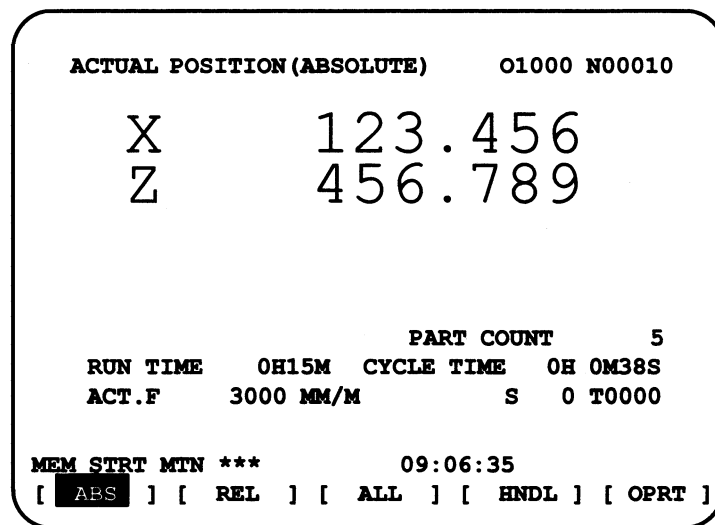 ACTUAL POSITION(ABSOLUTE) O1000 N00010
X 123.456
Z 456.789
PART COUNT 5
RUN TIME 0H15M CYCLE TIME 0H 0M38S
ACT.F 3000 MM/M S 0 T0000
MEM STRT MTN *** 09:06:35
[ ABS ] [ REL ] [ ALL ] [ HNDL ] [ OPRT ]